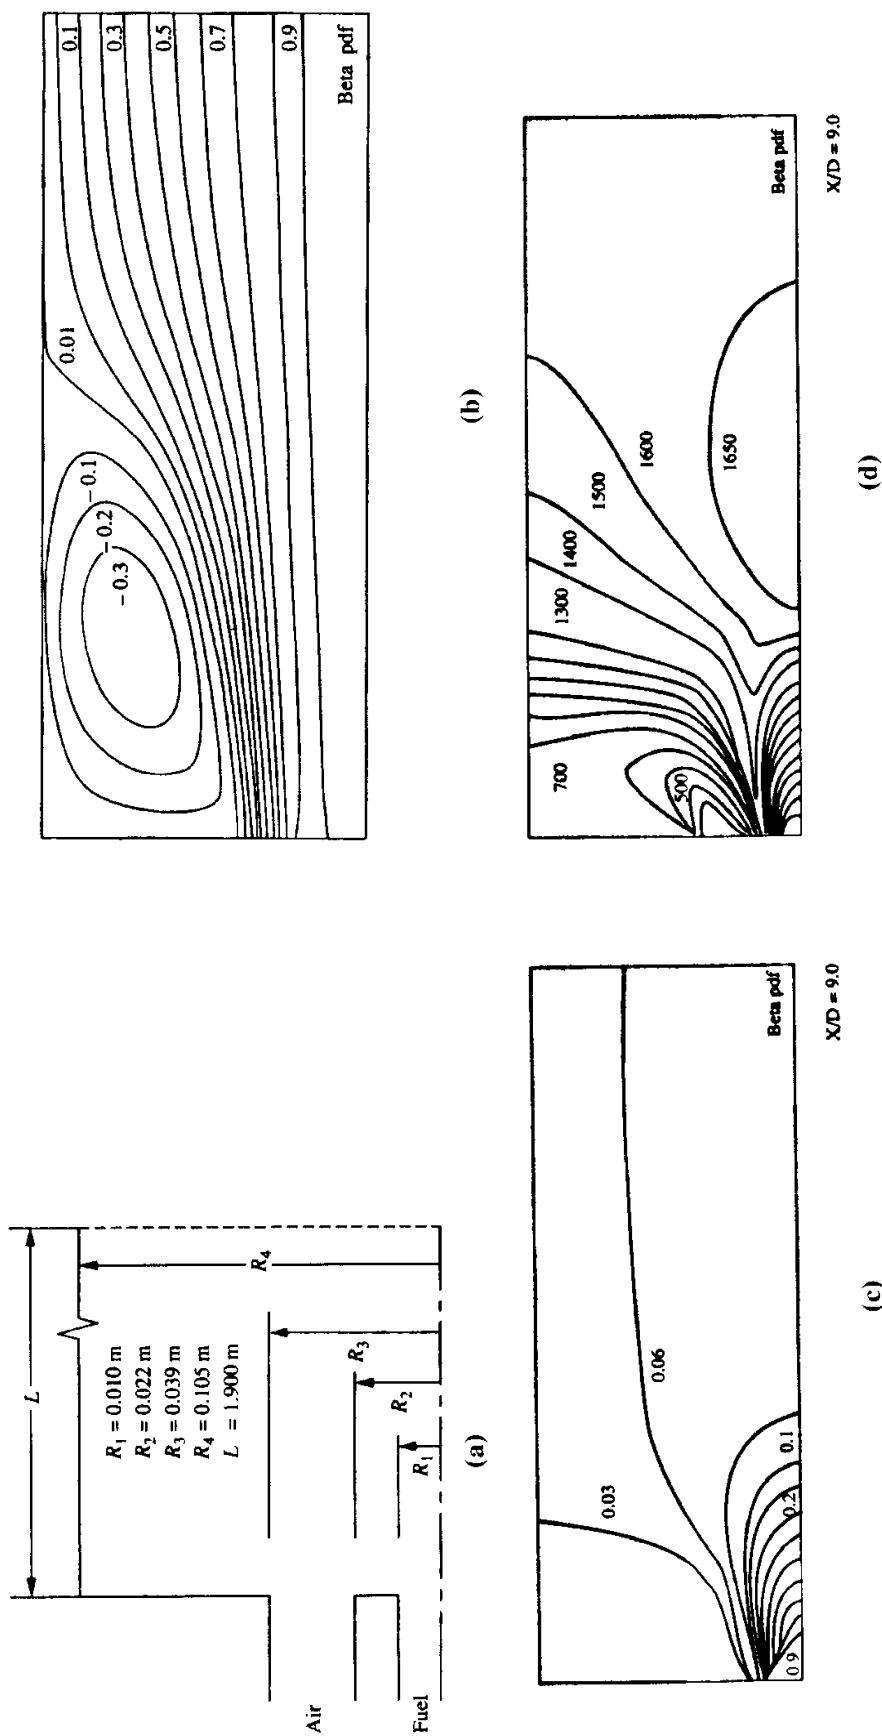 L
R₁ = 0.010 m
R₂ = 0.022 m
R₃ = 0.039 m
R₄ = 0.105 m
L = 1.900 m
R₄
R₃
R₂
R₁
Air
Fuel
(a)
0.1
0.3
0.5
0.7
0.9
0.01
−0.1
−0.2
−0.3
Beta pdf
(b)
0.03
0.06
0.1
0.2
0.9
Beta pdf
X/D = 9.0
(c)
700
500
1300
1400
1500
1600
1650
Beta pdf
X/D = 9.0
(d)